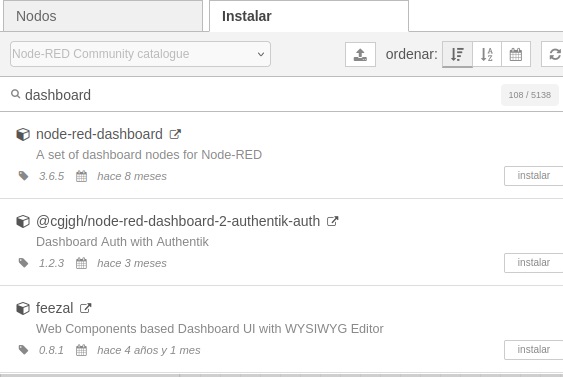 Nodos
Instalar
Node-RED Community catalogue
ordenar:
dashboard
108 / 5138
node-red-dashboard
A set of dashboard nodes for Node-RED
3.6.5 hace 8 meses
instalar
@cgjgh/node-red-dashboard-2-authentik-auth
Dashboard Auth with Authentik
1.2.3 hace 3 meses
instalar
feezal
Web Components based Dashboard UI with WYSIWYG Editor
0.8.1 hace 4 años y 1 mes
instalar